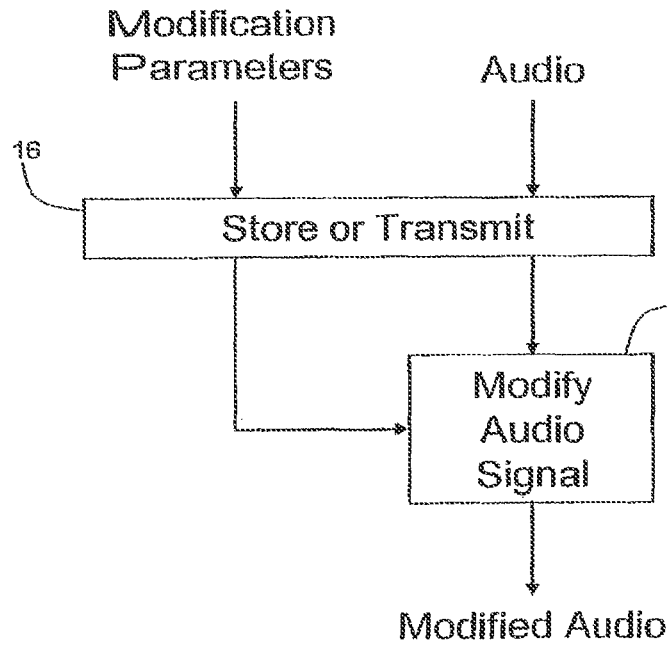 Modification
Parameters
Audio
16
Store or Transmit
Modify
Audio
Signal
Modified Audio